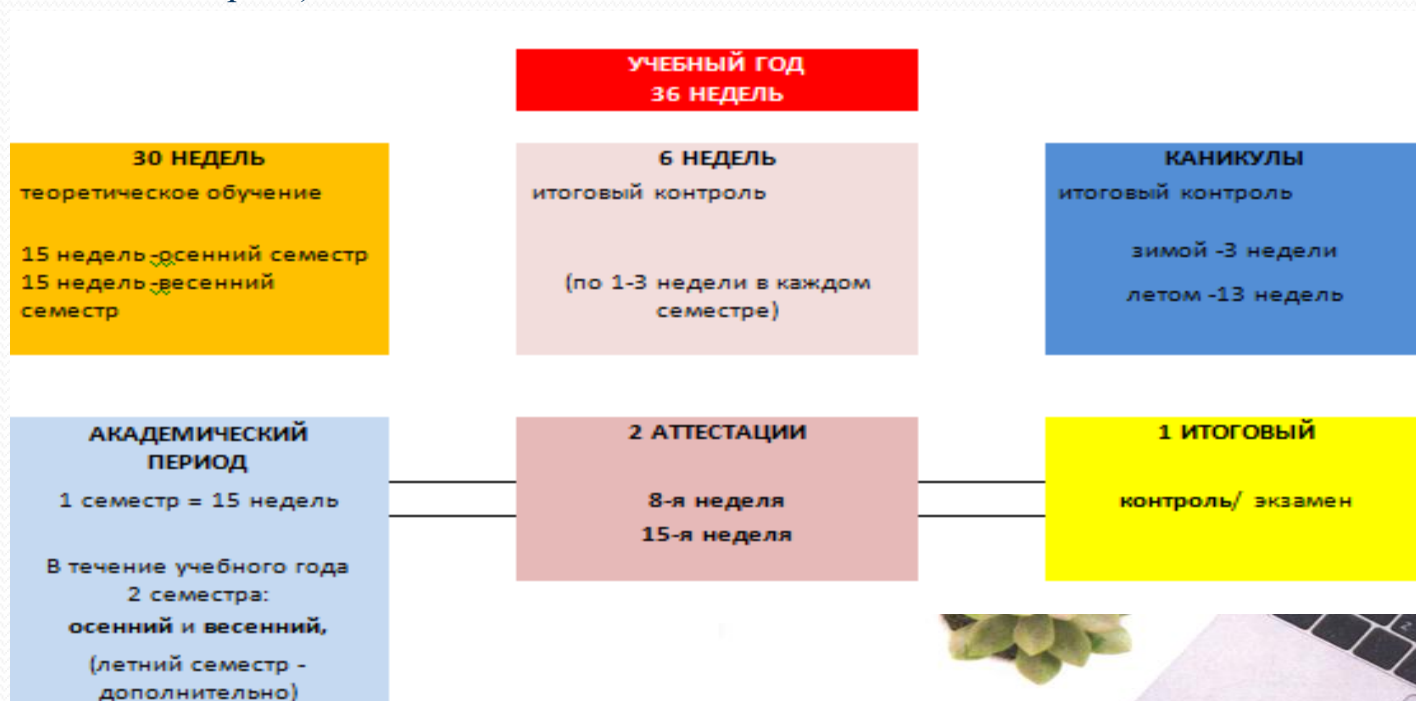 УЧЕБНЫЙ ГОД
36 НЕДЕЛЬ
30 НЕДЕЛЬ
теоретическое обучение
15 недель -осенний семестр
15 недель -весенний
семестр
6 НЕДЕЛЬ
итоговый контроль
(по 1-3 недели в каждом
семестре)
КАНИКУЛЫ
итоговый контроль
зимой -3 недели
летом -13 недель
АКАДЕМИЧЕСКИЙ
ПЕРИОД
1 семестр = 15 недель
В течение учебного года
2 семестра:
осенний и весенний,
(летний семестр -
дополнительно)
2 АТТЕСТАЦИИ
8-я неделя
15-я неделя
1 ИТОГОВЫЙ
контроль/ экзамен